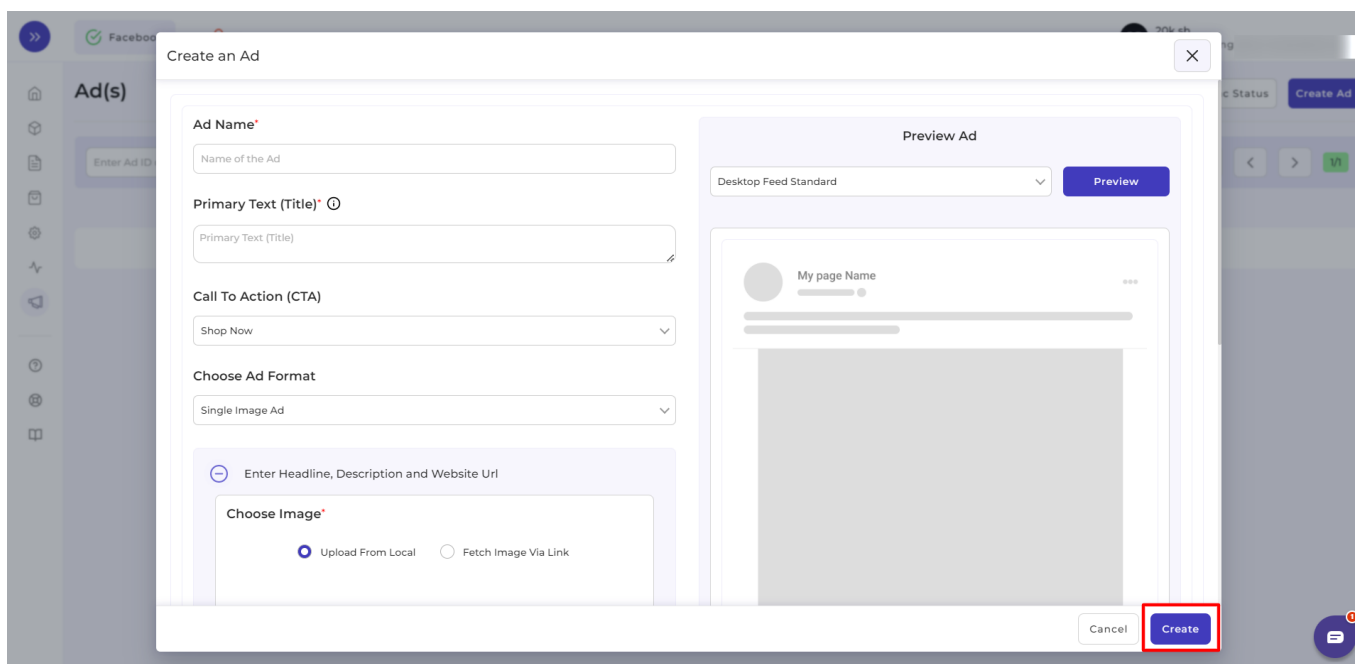 Faceboo
20k sh
ng
Create an Ad
Ad(s)
c Status
Create Ad
Ad Name*
Name of the Ad
Preview Ad
Enter Ad ID
1/1
Desktop Feed Standard
Preview
Primary Text (Title)*
Primary Text (Title)
My page Name
Call To Action (CTA)
Shop Now
Choose Ad Format
Single Image Ad
Enter Headline, Description and Website Url
Choose Image*
Upload From Local
Fetch Image Via Link
Cancel
Create
1